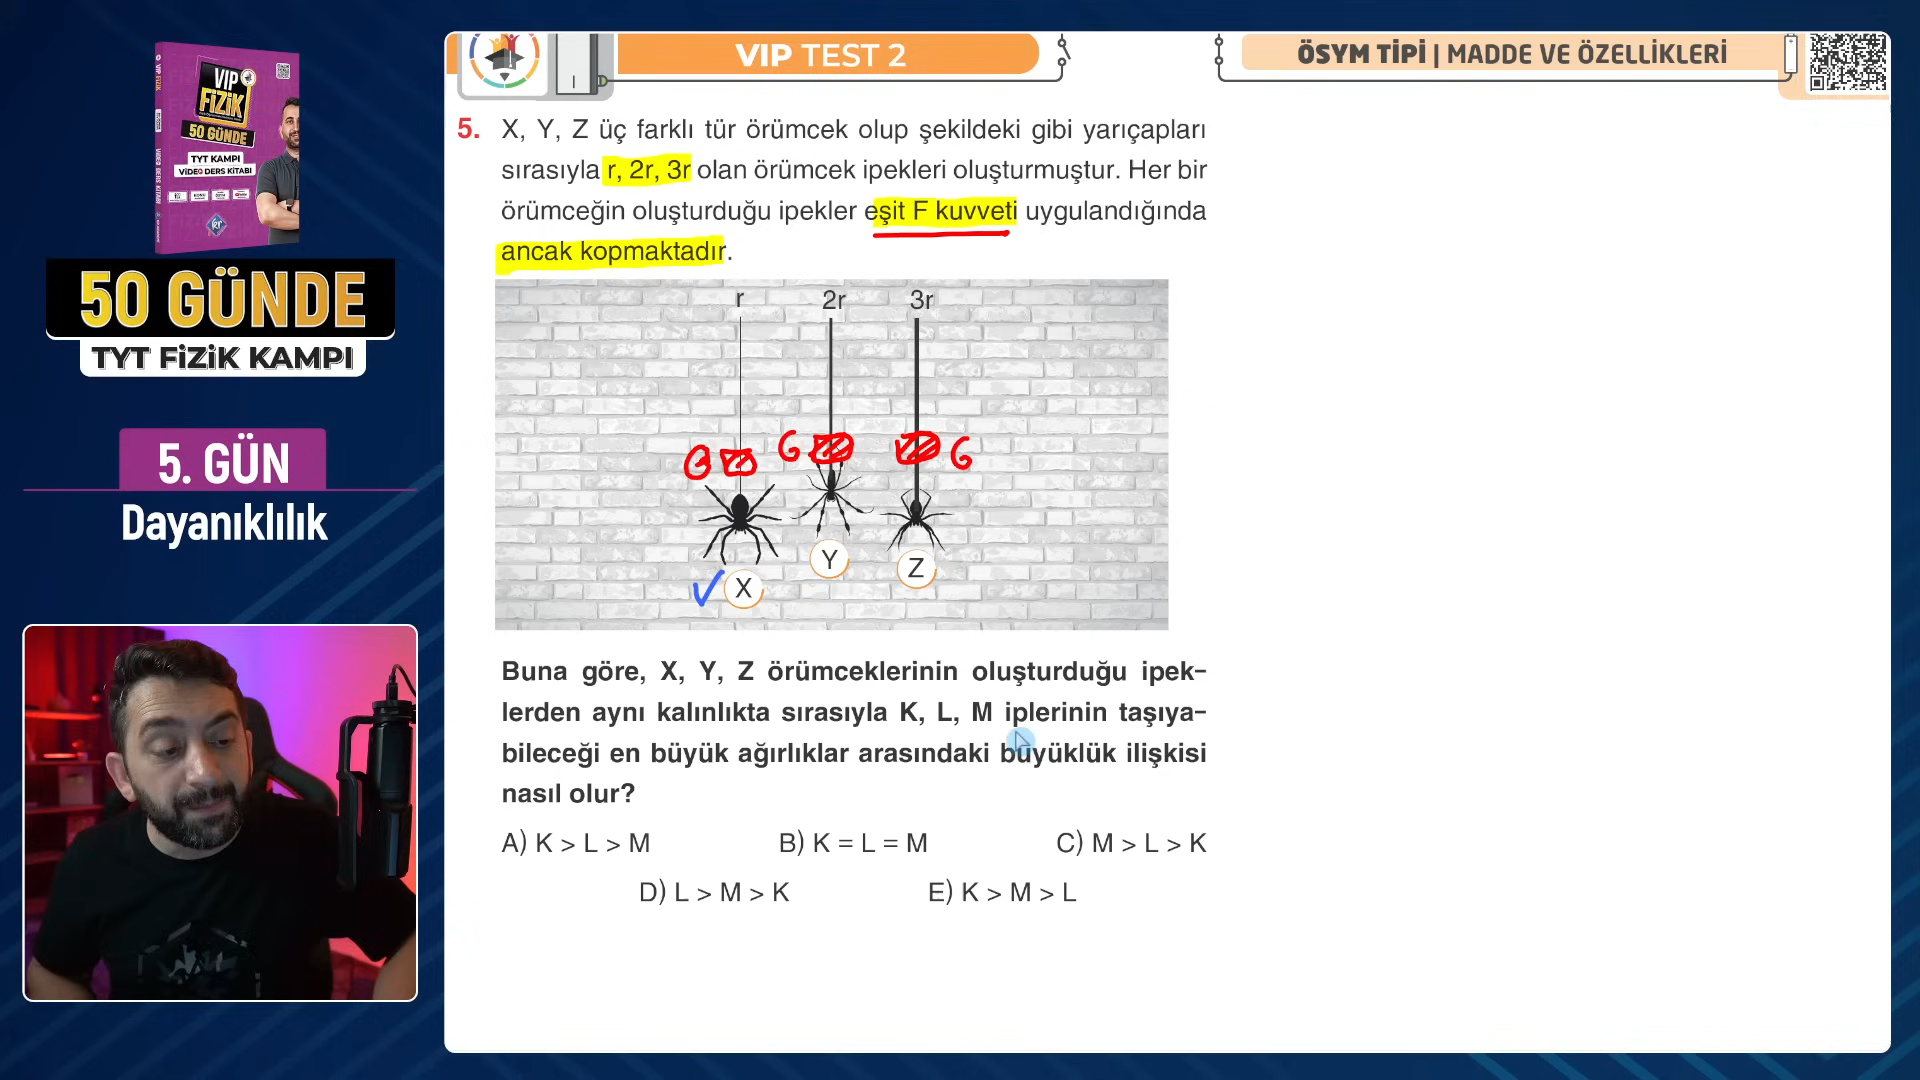 VIP
FİZİK
50 GÜNDE
TYT KAMPI
VİDEO DERS KİTABI
50 GÜNDE
TYT FİZİK KAMPI
5. GÜN
Dayanıklılık
VIP TEST 2
ÖSYM TİPİ | MADDE VE ÖZELLİKLERİ
5. X, Y, Z üç farklı tür örümcek olup şekildeki gibi yarıçapları
sırasıyla r, 2r, 3r olan örümcek ipekleri oluşturmuştur. Her bir
örümceğin oluşturduğu ipekler eşit F kuvveti uygulandığında
ancak kopmaktadır.
r 2r 3r
G G G
X Y Z
Buna göre, X, Y, Z örümceklerinin oluşturduğu ipek-
lerden aynı kalınlıkta sırasıyla K, L, M iplerinin taşıya-
bileceği en büyük ağırlıklar arasındaki büyüklük ilişkisi
nasıl olur?
A) K > L > M B) K = L = M C) M > L > K
D) L > M > K E) K > M > L